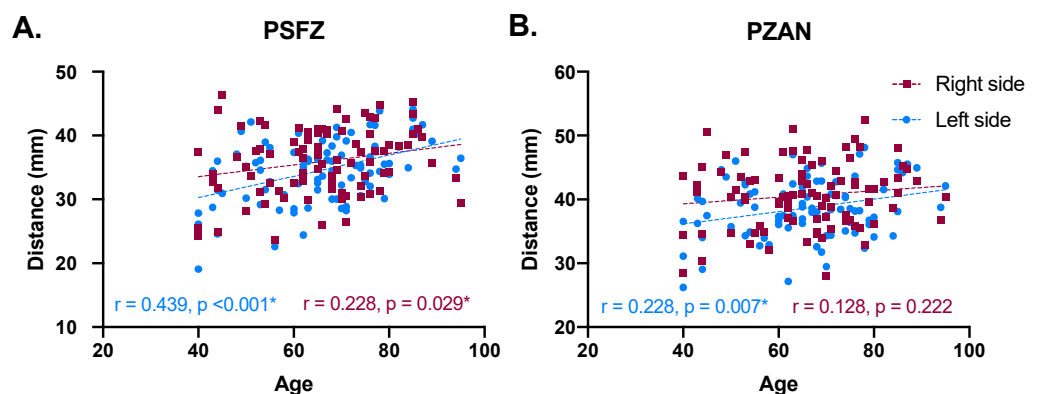 A.
PSFZ
50
40
30
20
10
Distance (mm)
r = 0.439, p <0.001*
r = 0.228, p = 0.029*
20
40
60
80
100
Age
B.
PZAN
60
50
40
30
20
Distance (mm)
Right side
Left side
r = 0.228, p = 0.007*
r = 0.128, p = 0.222
20
40
60
80
100
Age